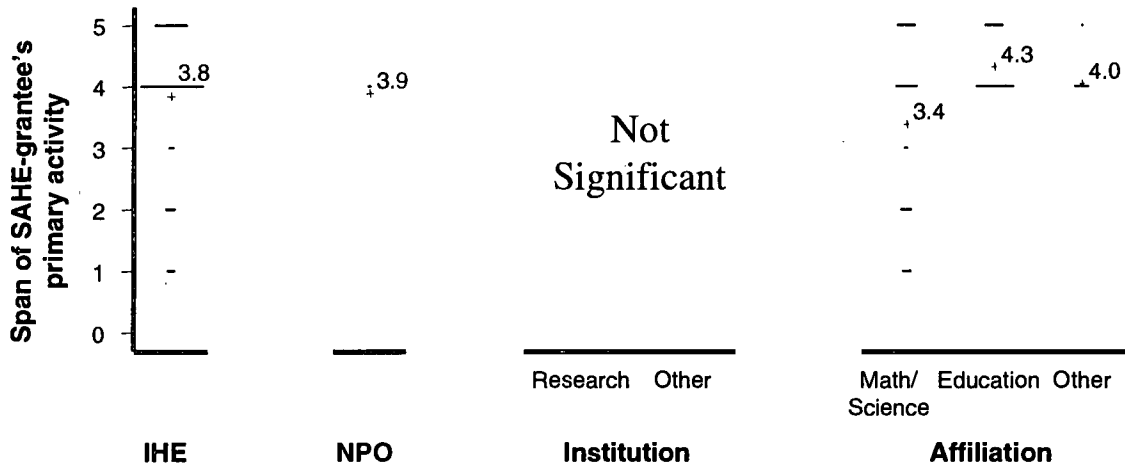 Span of SAHE-grantee's
primary activity
5
4
3
2
1
0
3.8
3.9
Not
Significant
3.4
4.3
4.0
Research Other
Math/ Education Other
Science
IHE NPO Institution Affiliation